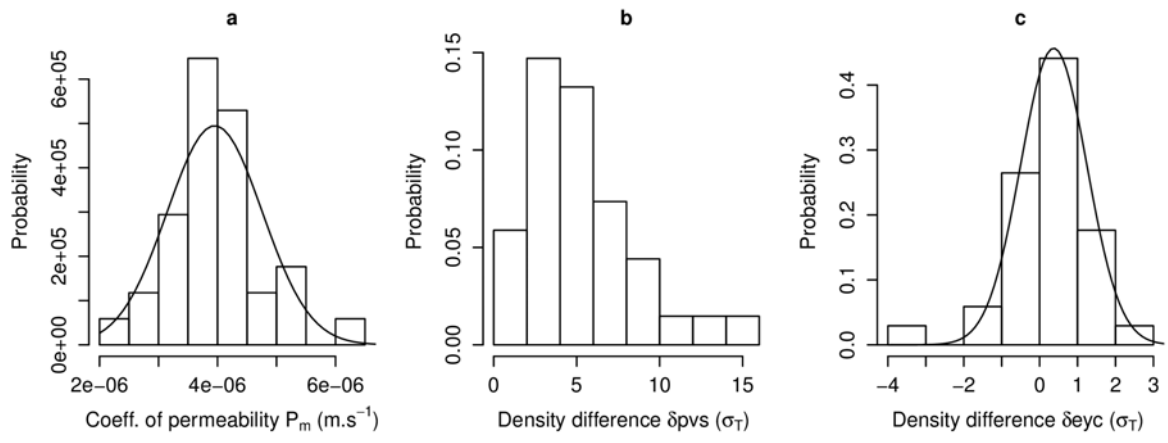 a
Probability
0e+00
2e+05
4e+05
6e+05
2e−06
4e−06
6e−06
Coeff. of permeability Pm (m.s−1)
b
Probability
0.00
0.05
0.10
0.15
0
5
10
15
Density difference δpvs (σT)
c
Probability
0.0
0.1
0.2
0.3
0.4
−4
−2
0
1
2
3
Density difference δeyc (σT)